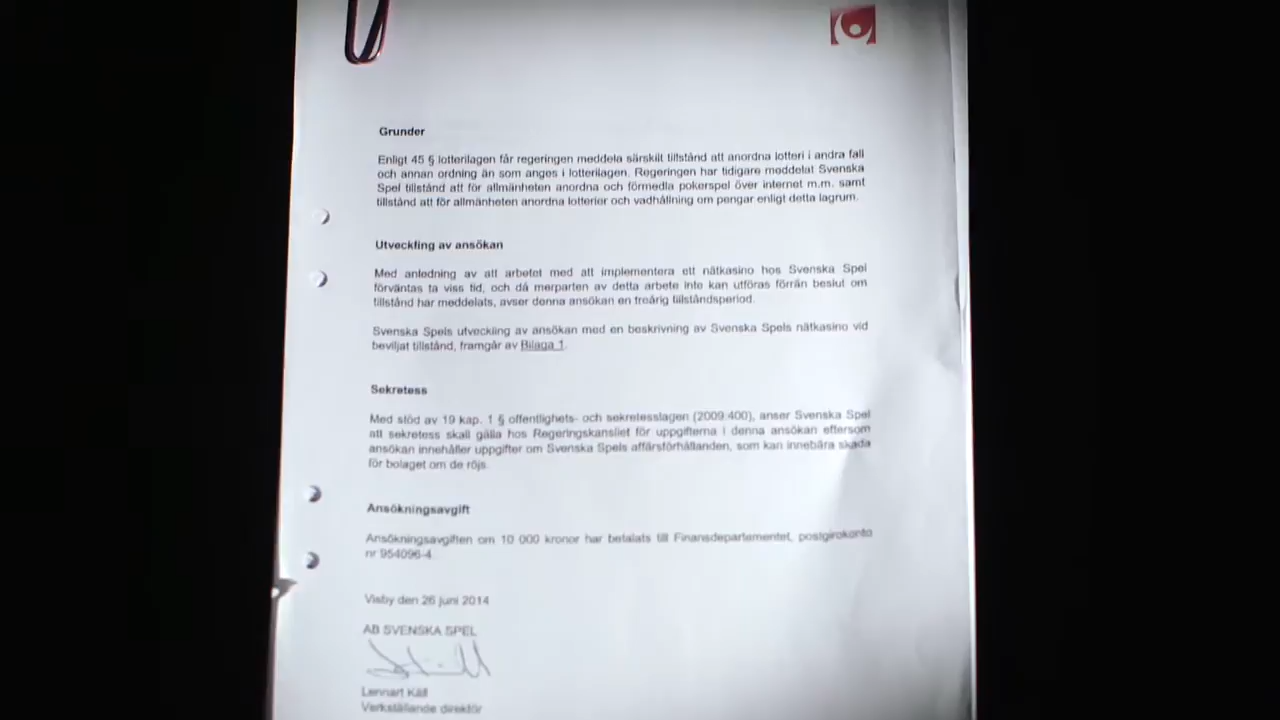 Grunder
Enligt 45 § lotterilagen får regeringen meddela särskilt tillstånd att anordna lotteri i andra fall
och annan ordning än som anges i lotterilagen. Regeringen har tidigare meddelat Svenska
Spel tillstånd att för allmänheten anordna och förmedla pokerspel över internet m.m. samt
tillstånd att för allmänheten anordna lotterier och vadhållning om pengar enligt detta lagrum.
Utveckling av ansökan
Med anledning av att arbetet med att implementera ett nätkasino hos Svenska Spel
förväntas ta viss tid, och då merparten av detta arbete inte kan utföras förrän beslut om
tillstånd har meddelats, avser denna ansökan en treårig tillståndsperiod.
Svenska Spels utveckling av ansökan med en beskrivning av Svenska Spels nätkasino vid
beviljat tillstånd, framgår av Bilaga 1.
Sekretess
Med stöd av 19 kap. 1 § offentlighets- och sekretesslagen (2009:400), anser Svenska Spel
att sekretess skall gälla hos Regeringskansliet för uppgifterna i denna ansökan eftersom
ansökan innehåller uppgifter om Svenska Spels affärsförhållanden, som kan innebära skada
för bolaget om de röjs.
Ansökningsavgift
Ansökningsavgiften om 10 000 kronor har betalats till Finansdepartementet, postgirokonto
nr 954096-4.
Visby den 26 juni 2014
AB SVENSKA SPEL
Lennart Käll
Verkställande direktör